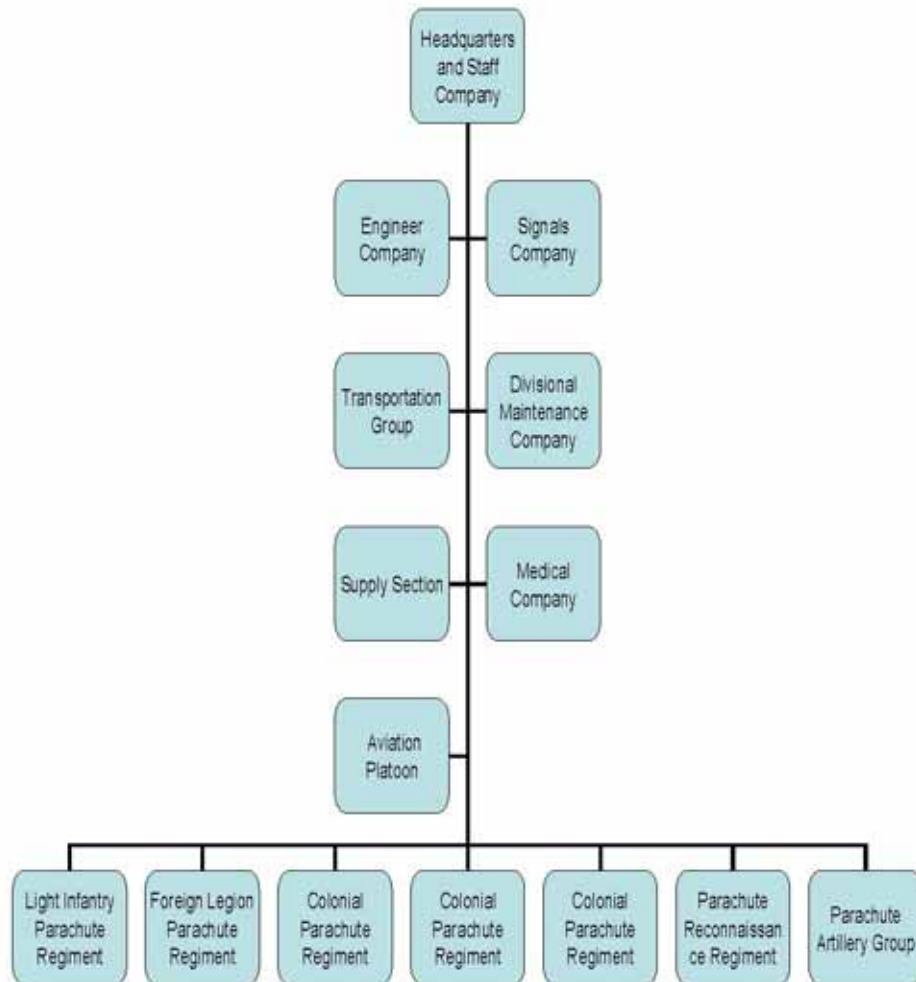 Headquarters
and Staff
Company
Engineer
Company
Signals
Company
Transportation
Group
Divisional
Maintenance
Company
Supply Section
Medical
Company
Aviation
Platoon
Light Infantry
Parachute
Regiment
Foreign Legion
Parachute
Regiment
Colonial
Parachute
Regiment
Colonial
Parachute
Regiment
Colonial
Parachute
Regiment
Parachute
Reconnaissan
ce Regiment
Parachute
Artillery Group